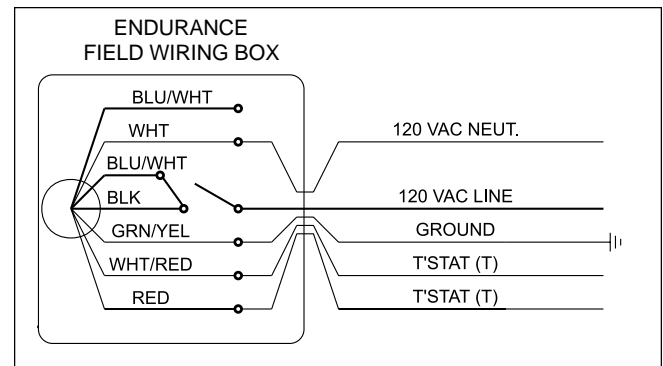 ENDURANCE
FIELD WIRING BOX
BLU/WHT
WHT
120 VAC NEUT.
BLU/WHT
BLK
120 VAC LINE
GRN/YEL
GROUND
WHT/RED
T'STAT (T)
RED
T'STAT (T)